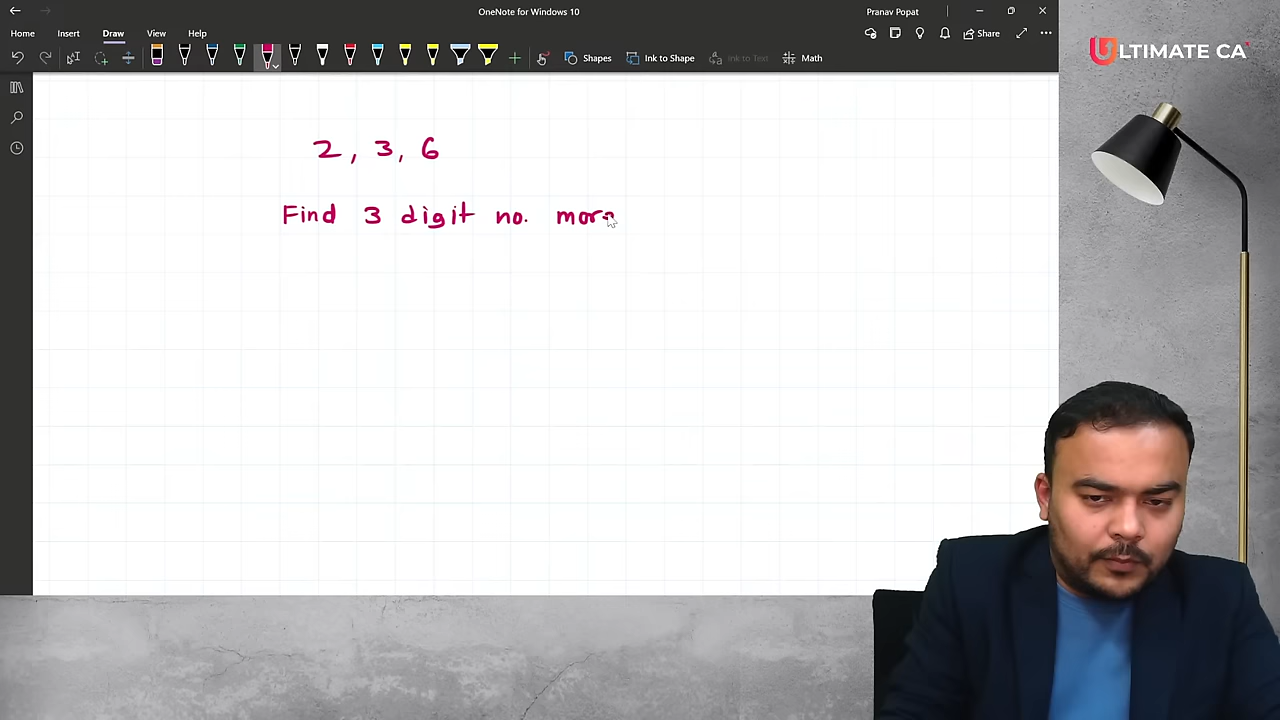 OneNote for Windows 10
Pranav Popat
Home Insert Draw View Help
Share
Shapes Ink to Shape Ink to Text Math
ULTIMATE CA
2, 3, 6
Find 3 digit no. more